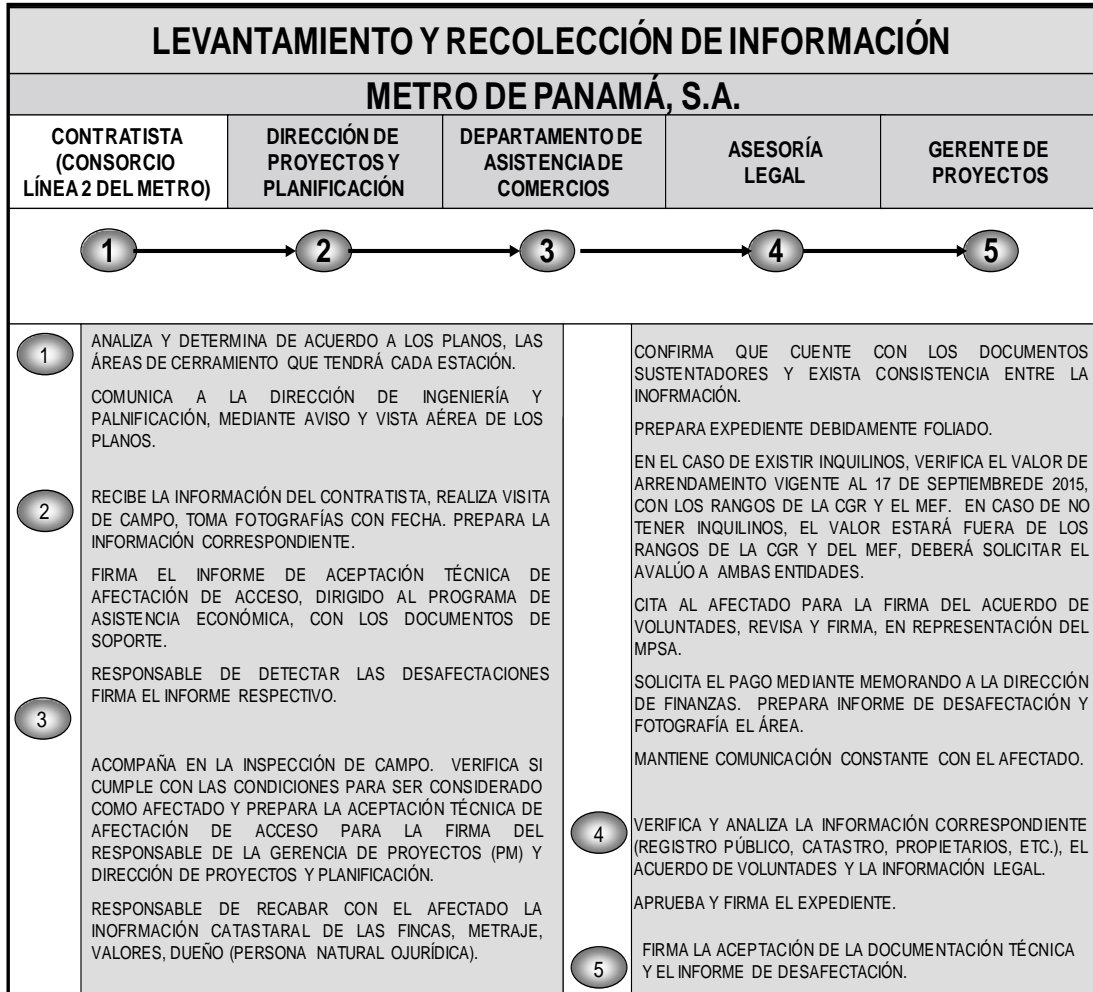 LEVANTAMIENTO Y RECOLECCIÓN DE INFORMACIÓN
METRO DE PANAMÁ, S.A.
CONTRATISTA
(CONSORCIO
LÍNEA 2 DEL METRO)
DIRECCIÓN DE
PROYECTOS Y
PLANIFICACIÓN
DEPARTAMENTO DE
ASISTENCIA DE
COMERCIOS
ASESORÍA
LEGAL
GERENTE DE
PROYECTOS
1
2
3
4
5
1
ANALIZA Y DETERMINA DE ACUERDO A LOS PLANOS, LAS
ÁREAS DE CERRAMIENTO QUE TENDRÁ CADA ESTACIÓN.
COMUNICA A LA DIRECCIÓN DE INGENIERÍA Y
PALNIFICACIÓN, MEDIANTE AVISO Y VISTA AÉREA DE LOS
PLANOS.
2
RECIBE LA INFORMACIÓN DEL CONTRATISTA, REALIZA VISITA
DE CAMPO, TOMA FOTOGRAFÍAS CON FECHA. PREPARA LA
INFORMACIÓN CORRESPONDIENTE.
FIRMA EL INFORME DE ACEPTACIÓN TÉCNICA DE
AFECTACIÓN DE ACCESO, DIRIGIDO AL PROGRAMA DE
ASISTENCIA ECONÓMICA, CON LOS DOCUMENTOS DE
SOPORTE.
RESPONSABLE DE DETECTAR LAS DESAFECTACIONES
FIRMA EL INFORME RESPECTIVO.
3
ACOMPAÑA EN LA INSPECCIÓN DE CAMPO. VERIFICA SI
CUMPLE CON LAS CONDICIONES PARA SER CONSIDERADO
COMO AFECTADO Y PREPARA LA ACEPTACIÓN TÉCNICA DE
AFECTACIÓN DE ACCESO PARA LA FIRMA DEL
RESPONSABLE DE LA GERENCIA DE PROYECTOS (PM) Y
DIRECCIÓN DE PROYECTOS Y PLANIFICACIÓN.
RESPONSABLE DE RECABAR CON EL AFECTADO LA
INOFRMACIÓN CATASTARAL DE LAS FINCAS, METRAJE,
VALORES, DUEÑO (PERSONA NATURAL OJURÍDICA).
CONFIRMA QUE CUENTE CON LOS DOCUMENTOS
SUSTENTADORES Y EXISTA CONSISTENCIA ENTRE LA
INOFRMACIÓN.
PREPARA EXPEDIENTE DEBIDAMENTE FOLIADO.
EN EL CASO DE EXISTIR INQUILINOS, VERIFICA EL VALOR DE
ARRENDAMEINTO VIGENTE AL 17 DE SEPTIEMBREDE 2015,
CON LOS RANGOS DE LA CGR Y EL MEF. EN CASO DE NO
TENER INQUILINOS, EL VALOR ESTARÁ FUERA DE LOS
RANGOS DE LA CGR Y DEL MEF, DEBERÁ SOLICITAR EL
AVALÚO A AMBAS ENTIDADES.
CITA AL AFECTADO PARA LA FIRMA DEL ACUERDO DE
VOLUNTADES, REVISA Y FIRMA, EN REPRESENTACIÓN DEL
MPSA.
SOLICITA EL PAGO MEDIANTE MEMORANDO A LA DIRECCIÓN
DE FINANZAS. PREPARA INFORME DE DESAFECTACIÓN Y
FOTOGRAFÍA EL ÁREA.
MANTIENE COMUNICACIÓN CONSTANTE CON EL AFECTADO.
4
VERIFICA Y ANALIZA LA INFORMACIÓN CORRESPONDIENTE
(REGISTRO PÚBLICO, CATASTRO, PROPIETARIOS, ETC.), EL
ACUERDO DE VOLUNTADES Y LA INFORMACIÓN LEGAL.
APRUEBA Y FIRMA EL EXPEDIENTE.
5
FIRMA LA ACEPTACIÓN DE LA DOCUMENTACIÓN TÉCNICA
Y EL INFORME DE DESAFECTACIÓN.